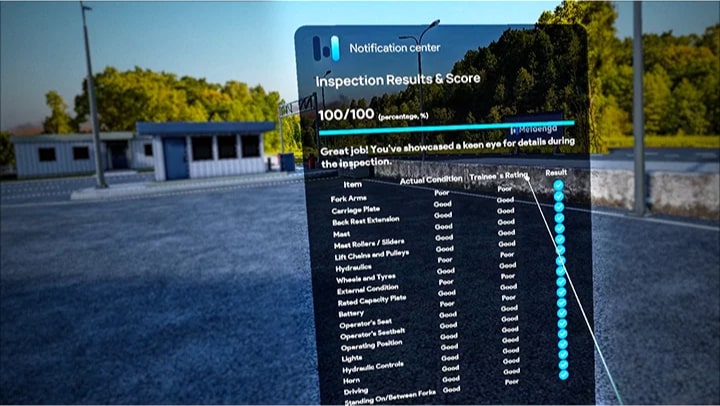 Notification center
Inspection Results & Score
100/100 (percentage, %)
Metaenga
Great job! You've showcased a keen eye for details during
the inspection.
Item Actual Condition Trainee's Rating Result
Fork Arms Poor Poor
Carriage Plate Good Good
Back Rest Extension Good Good
Mast Good Good
Mast Rollers / Sliders Good Good
Lift Chains and Pulleys Good Good
Hydraulics Poor Poor
Wheels and Tyres Good Good
External Condition Poor Poor
Rated Capacity Plate Good Good
Battery Poor Poor
Operator's Seat Good Good
Operator's Seatbelt Good Good
Operating Position Good Good
Lights Good Good
Hydraulic Controls Good Good
Horn Good Good
Driving Good Good
Standing On/Between Forks Good Poor